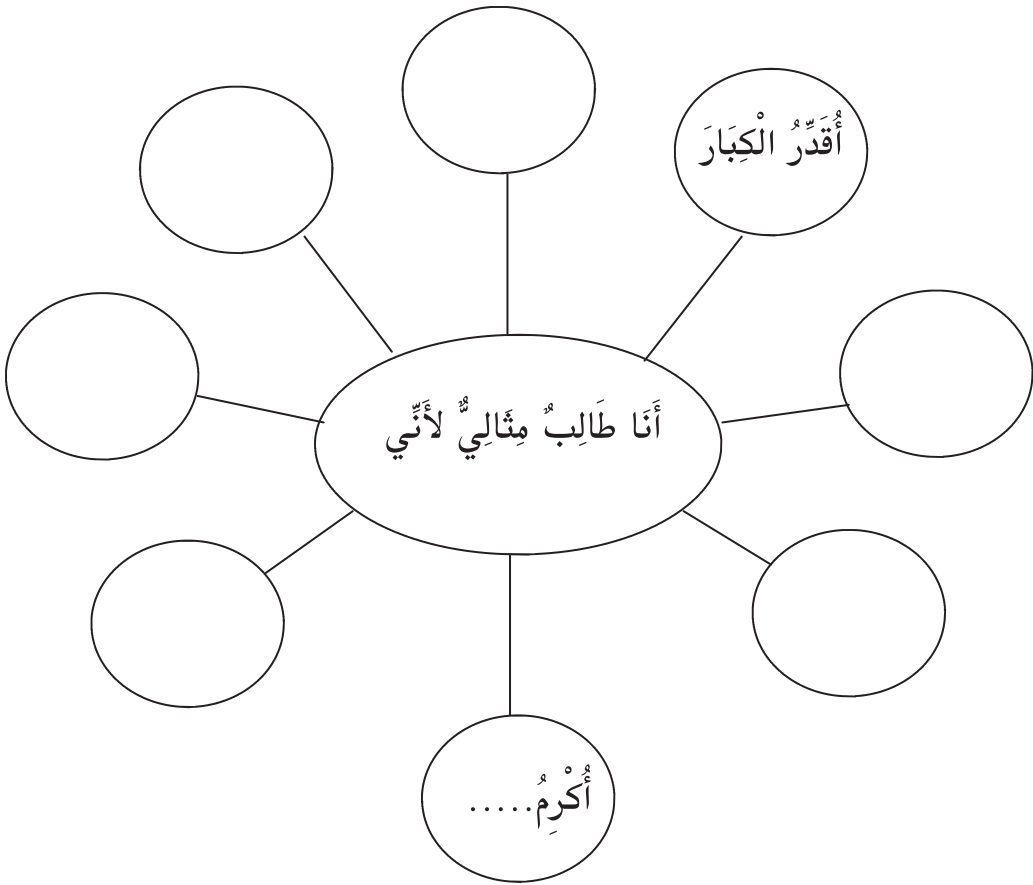 أُقَدِّرُ الْكِبَارَ
أَنَا طَالِبٌ مِثَالِيٌّ لأَنِّي
أُكْرِمُ.....